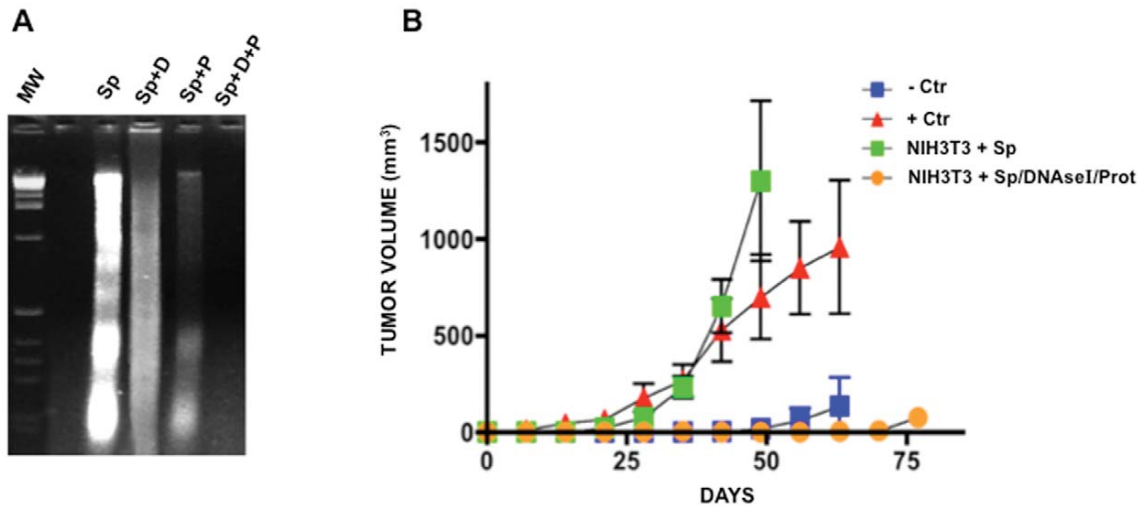 A
MW
Sp
Sp+D
Sp+P
Sp+D+P
B
TUMOR VOLUME (mm³)
1500
1000
500
0
0
25
50
75
DAYS
- Ctr
+ Ctr
NIH3T3 + Sp
NIH3T3 + Sp/DNAseI/Prot